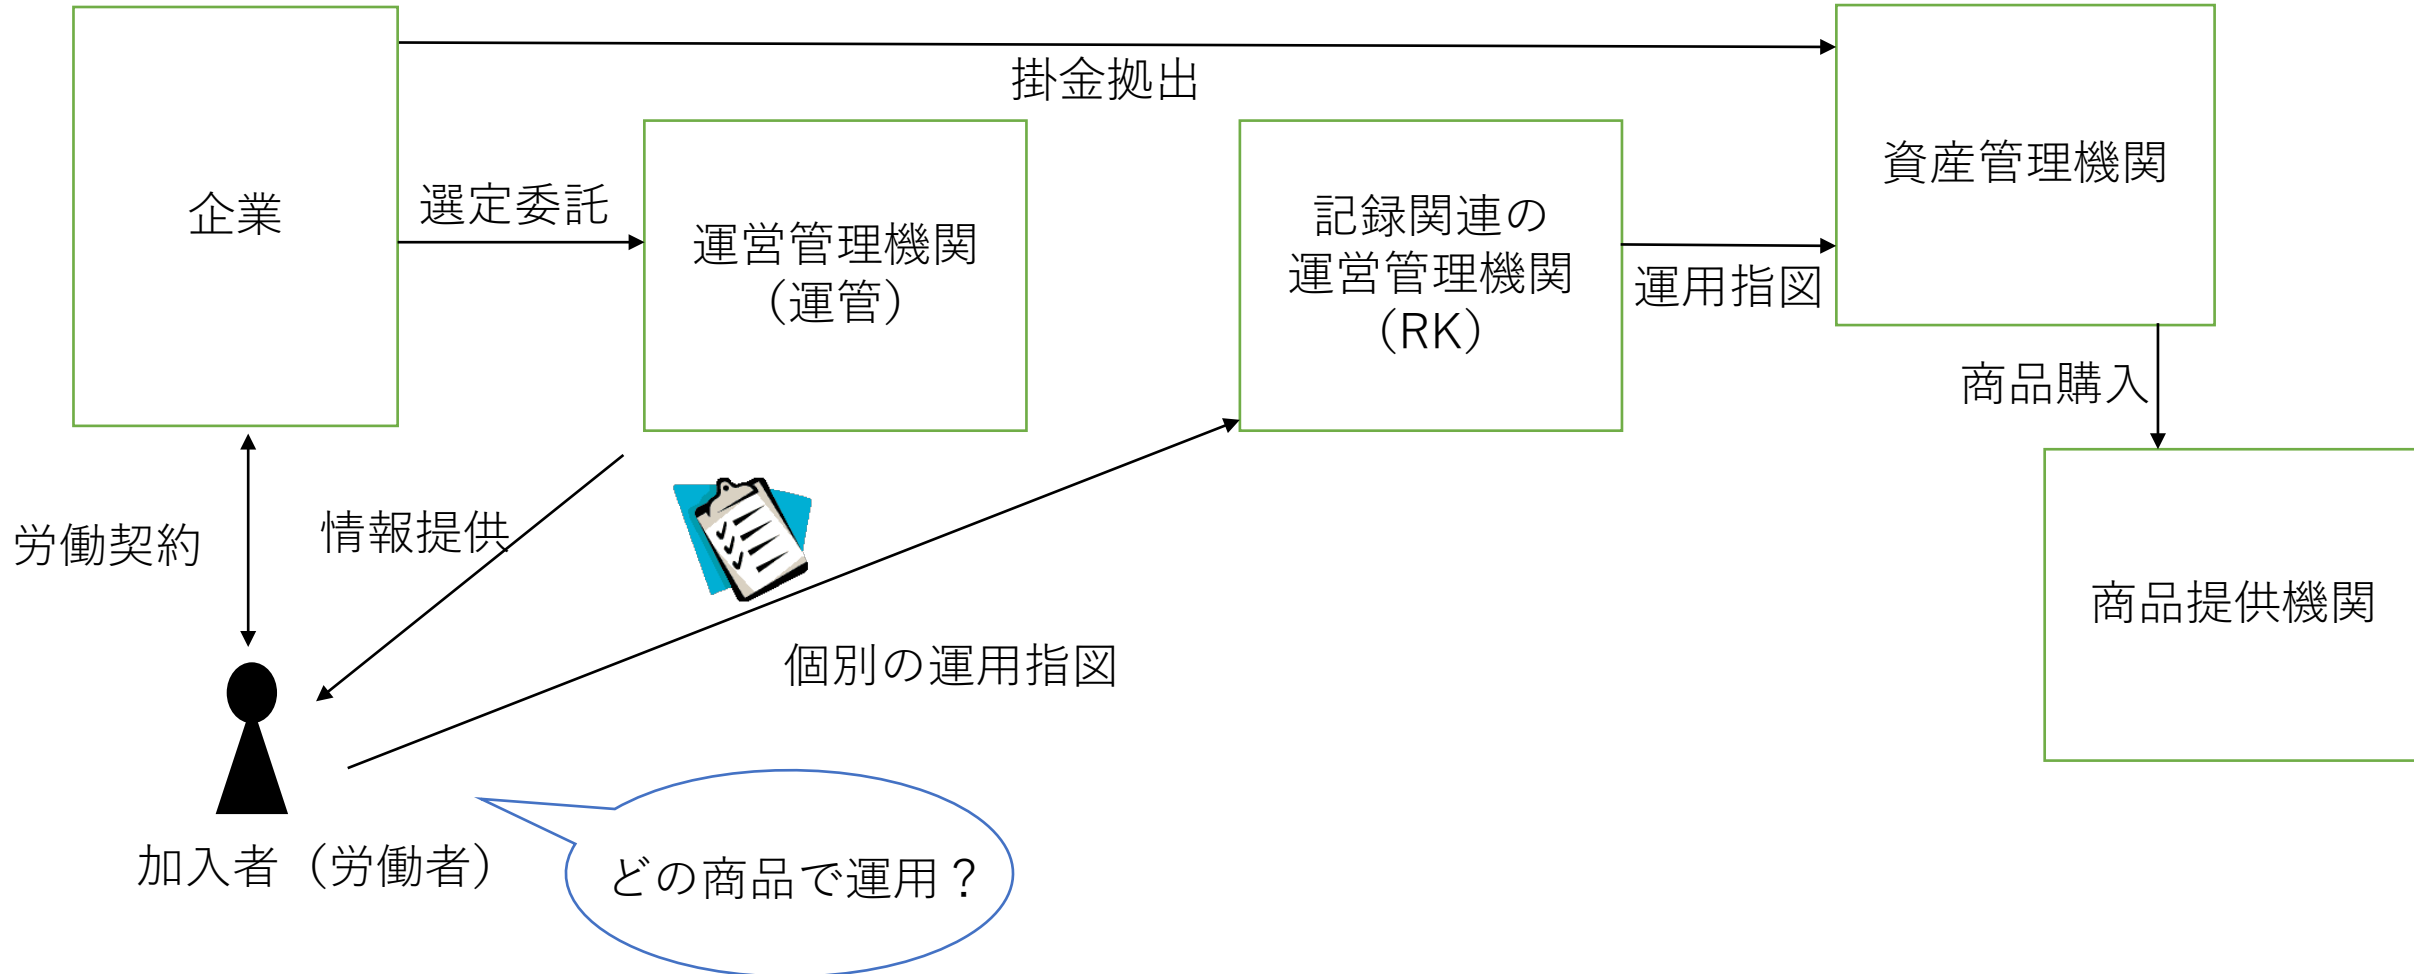 掛金拠出
企業
選定委託
運営管理機関
（運管）
記録関連の
運営管理機関
（RK）
運用指図
資産管理機関
商品購入
労働契約
情報提供
商品提供機関
個別の運用指図
加入者（労働者）
どの商品で運用？